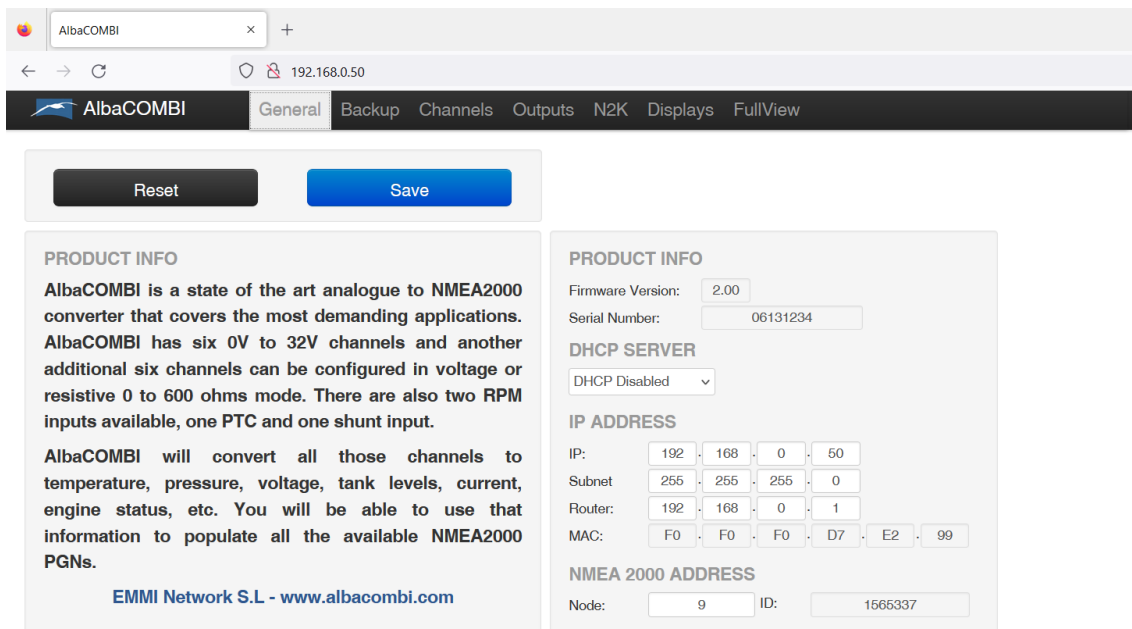 AlbaCOMBI
192.168.0.50
AlbaCOMBI General Backup Channels Outputs N2K Displays FullView
Reset Save
PRODUCT INFO
AlbaCOMBI is a state of the art analogue to NMEA2000
converter that covers the most demanding applications.
AlbaCOMBI has six 0V to 32V channels and another
additional six channels can be configured in voltage or
resistive 0 to 600 ohms mode. There are also two RPM
inputs available, one PTC and one shunt input.
AlbaCOMBI will convert all those channels to
temperature, pressure, voltage, tank levels, current,
engine status, etc. You will be able to use that
information to populate all the available NMEA2000
PGNs.
EMMI Network S.L - www.albacombi.com
PRODUCT INFO
Firmware Version: 2.00
Serial Number: 06131234
DHCP SERVER
DHCP Disabled
IP ADDRESS
IP: 192 . 168 . 0 . 50
Subnet 255 . 255 . 255 . 0
Router: 192 . 168 . 0 . 1
MAC: F0 . F0 . F0 . D7 . E2 . 99
NMEA 2000 ADDRESS
Node: 9 ID: 1565337